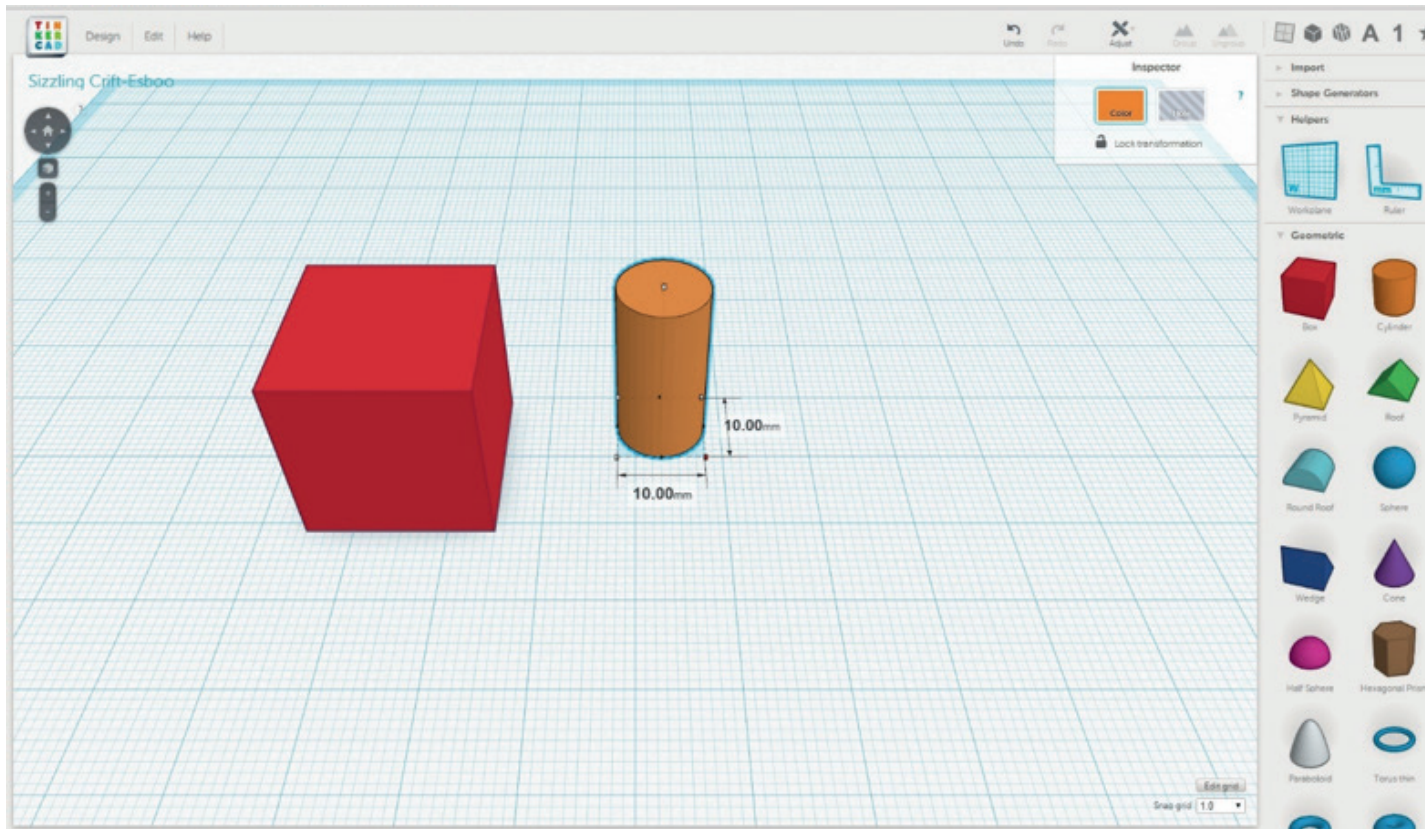 TIN
KER
CAD
Design Edit Help
Undo Redo Adjust Group Ungroup
A 1
Sizzling Crift-Esboo
Inspector
?
Color
Lock transformation
Import
Shape Generators
Helpers
Workplane Ruler
mm
Geometric
Box Cylinder
Pyramid Roof
Round Roof Sphere
Wedge Cone
Half Sphere Hexagonal Prism
Paraboloid Torus thin
10.00mm
10.00mm
Edit grid
Snap grid 1.0